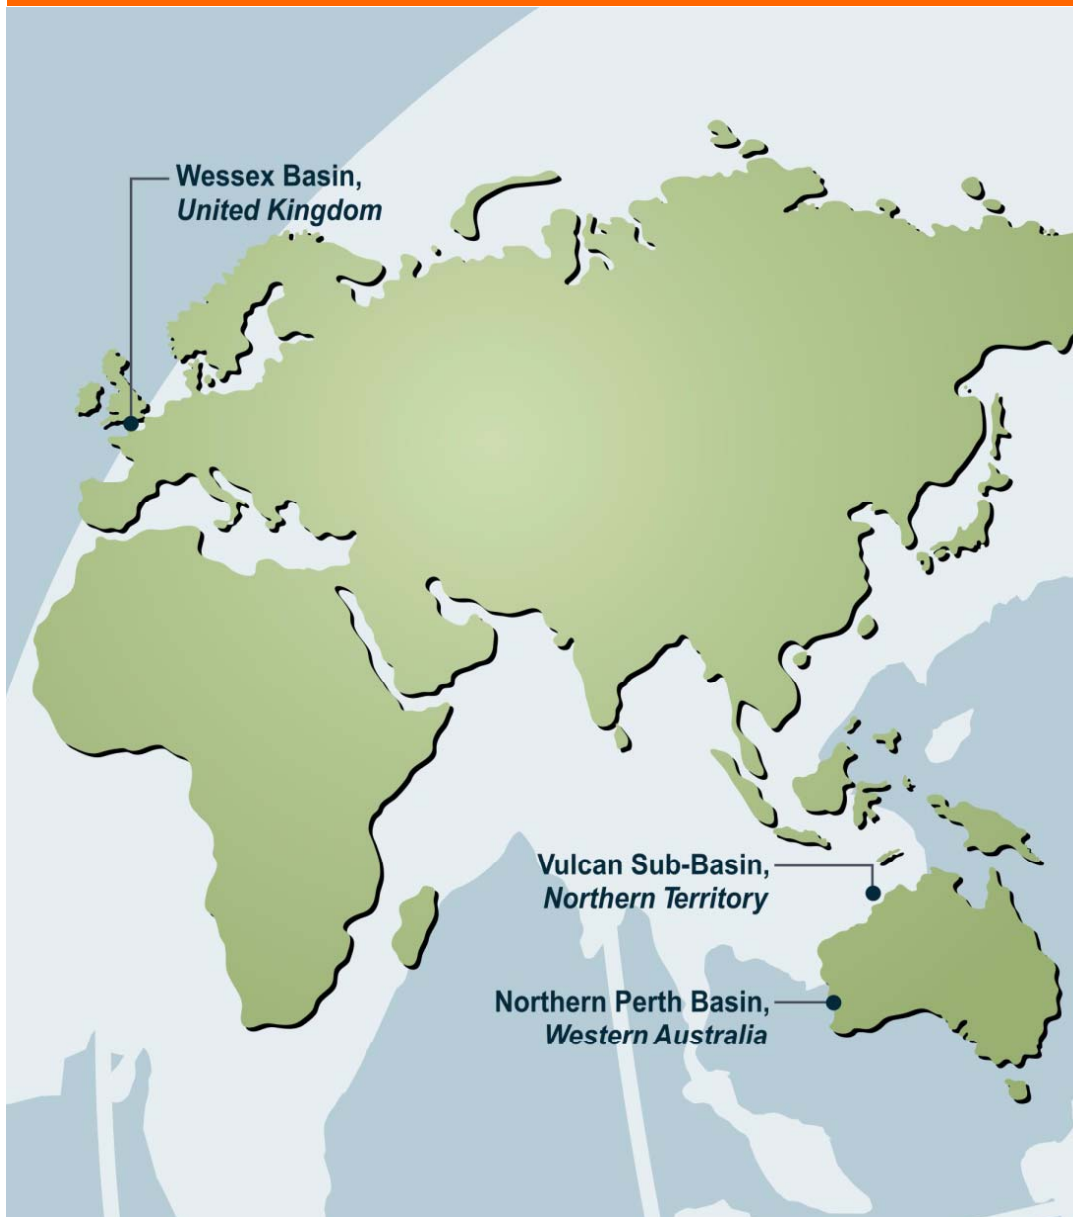 Wessex Basin,
United Kingdom
Vulcan Sub-Basin,
Northern Territory
Northern Perth Basin,
Western Australia